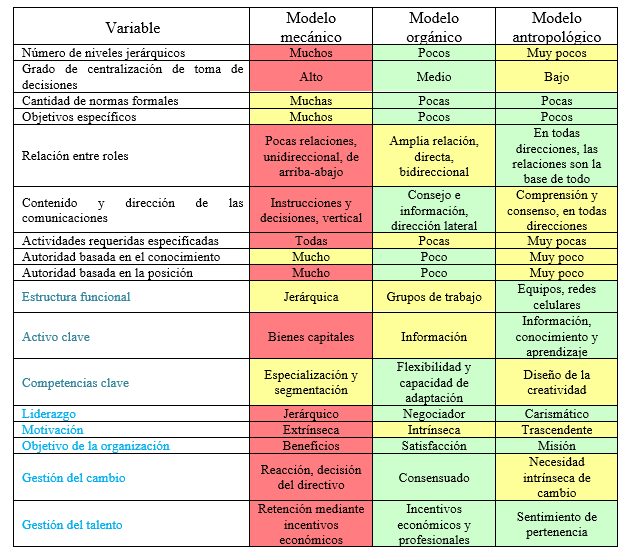 Variable Modelo mecánico Modelo orgánico Modelo antropológico
Número de niveles jerárquicos Muchos Pocos Muy pocos
Grado de centralización de toma de decisiones Alto Medio Bajo
Cantidad de normas formales Muchas Pocas Pocas
Objetivos específicos Muchos Pocos Pocos
Relación entre roles Pocas relaciones, unidireccional, de arriba-abajo Amplia relación, directa, bidireccional En todas direcciones, las relaciones son la base de todo
Contenido y dirección de las comunicaciones Instrucciones y decisiones, vertical Consejo e información, dirección lateral Comprensión y consenso, en todas direcciones
Actividades requeridas especificadas Todas Pocas Muy pocas
Autoridad basada en el conocimiento Mucho Poco Muy poco
Autoridad basada en la posición Mucho Poco Muy poco
Estructura funcional Jerárquica Grupos de trabajo Equipos, redes celulares
Activo clave Bienes capitales Información Información, conocimiento y aprendizaje
Competencias clave Especialización y segmentación Flexibilidad y capacidad de adaptación Diseño de la creatividad
Liderazgo Jerárquico Negociador Carismático
Motivación Extrínseca Intrínseca Trascendente
Objetivo de la organización Beneficios Satisfacción Misión
Gestión del cambio Reacción, decisión del directivo Consensuado Necesidad intrínseca de cambio
Gestión del talento Retención mediante incentivos económicos Incentivos económicos y profesionales Sentimiento de pertenencia